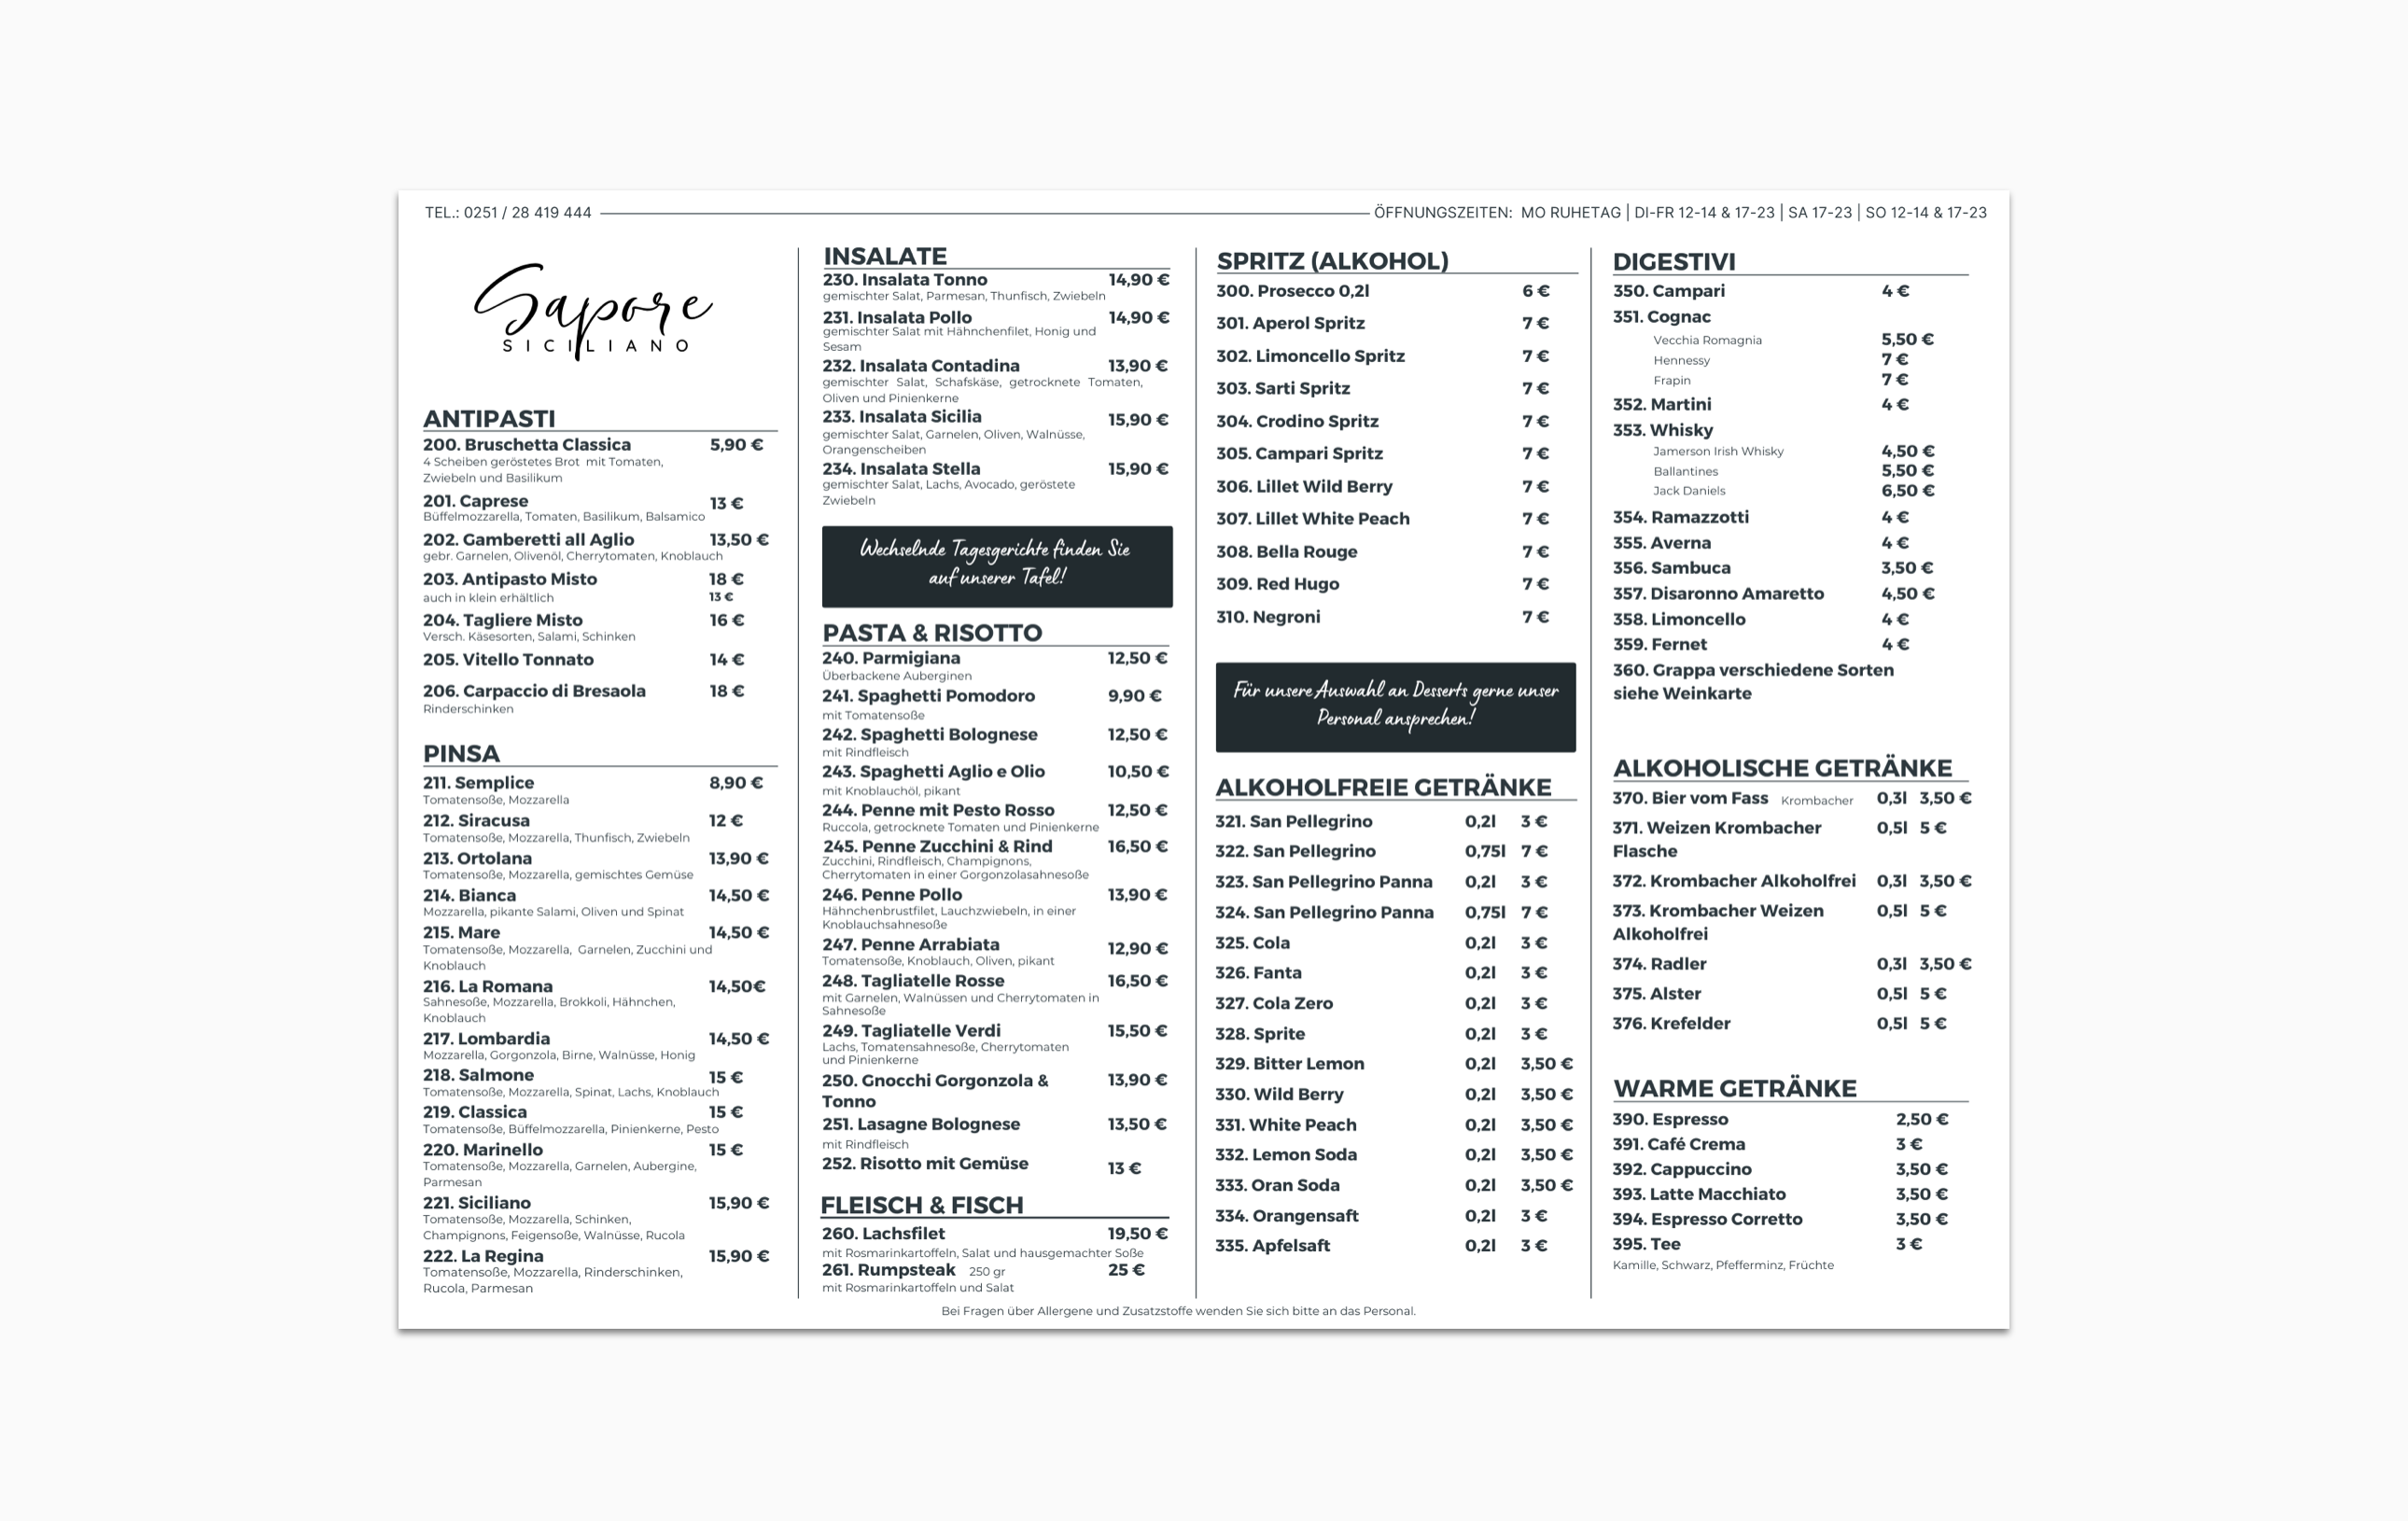 TEL.: 0251 / 28 419 444
ÖFFNUNGSZEITEN: MO RUHETAG | DI-FR 12-14 & 17-23 | SA 17-23 | SO 12-14 & 17-23
Sapore
SICILIANO
ANTIPASTI
200. Bruschetta Classica 5,90 €
4 Scheiben geröstetes Brot mit Tomaten,
Zwiebeln und Basilikum
201. Caprese 13 €
Büffelmozzarella, Tomaten, Basilikum, Balsamico
202. Gamberetti all Aglio 13,50 €
gebr. Garnelen, Olivenöl, Cherrytomaten, Knoblauch
203. Antipasto Misto 18 €
auch in klein erhältlich 13 €
204. Tagliere Misto 16 €
Versch. Käsesorten, Salami, Schinken
205. Vitello Tonnato 14 €
206. Carpaccio di Bresaola 18 €
Rinderschinken
PINSA
211. Semplice 8,90 €
Tomatensoße, Mozzarella
212. Siracusa 12 €
Tomatensoße, Mozzarella, Thunfisch, Zwiebeln
213. Ortolana 13,90 €
Tomatensoße, Mozzarella, gemischtes Gemüse
214. Bianca 14,50 €
Mozzarella, pikante Salami, Oliven und Spinat
215. Mare 14,50 €
Tomatensoße, Mozzarella, Garnelen, Zucchini und
Knoblauch
216. La Romana 14,50€
Sahnesoße, Mozzarella, Brokkoli, Hähnchen,
Knoblauch
217. Lombardia 14,50 €
Mozzarella, Gorgonzola, Birne, Walnüsse, Honig
218. Salmone 15 €
Tomatensoße, Mozzarella, Spinat, Lachs, Knoblauch
219. Classica 15 €
Tomatensoße, Büffelmozzarella, Pinienkerne, Pesto
220. Marinello 15 €
Tomatensoße, Mozzarella, Garnelen, Aubergine,
Parmesan
221. Siciliano 15,90 €
Tomatensoße, Mozzarella, Schinken,
Champignons, Feigensoße, Walnüsse, Rucola
222. La Regina 15,90 €
Tomatensoße, Mozzarella, Rinderschinken,
Rucola, Parmesan
INSALATE
230. Insalata Tonno 14,90 €
gemischter Salat, Parmesan, Thunfisch, Zwiebeln
231. Insalata Pollo 14,90 €
gemischter Salat mit Hähnchenfilet, Honig und
Sesam
232. Insalata Contadina 13,90 €
gemischter Salat, Schafskäse, getrocknete Tomaten,
Oliven und Pinienkerne
233. Insalata Sicilia 15,90 €
gemischter Salat, Garnelen, Oliven, Walnüsse,
Orangenscheiben
234. Insalata Stella 15,90 €
gemischter Salat, Lachs, Avocado, geröstete
Zwiebeln
Wechselnde Tagesgerichte finden Sie
auf unserer Tafel!
PASTA & RISOTTO
240. Parmigiana 12,50 €
Überbackene Auberginen
241. Spaghetti Pomodoro 9,90 €
mit Tomatensoße
242. Spaghetti Bolognese 12,50 €
mit Rindfleisch
243. Spaghetti Aglio e Olio 10,50 €
mit Knoblauchöl, pikant
244. Penne mit Pesto Rosso 12,50 €
Ruccola, getrocknete Tomaten und Pinienkerne
245. Penne Zucchini & Rind 16,50 €
Zucchini, Rindfleisch, Champignons,
Cherrytomaten in einer Gorgonzolasahnesoße
246. Penne Pollo 13,90 €
Hähnchenbrustfilet, Lauchzwiebeln, in einer
Knoblauchsahnesoße
247. Penne Arrabiata 12,90 €
Tomatensoße, Knoblauch, Oliven, pikant
248. Tagliatelle Rosse 16,50 €
mit Garnelen, Walnüssen und Cherrytomaten in
Sahnesoße
249. Tagliatelle Verdi 15,50 €
Lachs, Tomatensahnesoße, Cherrytomaten
und Pinienkerne
250. Gnocchi Gorgonzola & 13,90 €
Tonno
251. Lasagne Bolognese 13,50 €
mit Rindfleisch
252. Risotto mit Gemüse 13 €
FLEISCH & FISCH
260. Lachsfilet 19,50 €
mit Rosmarinkartoffeln, Salat und hausgemachter Soße
261. Rumpsteak 250 gr 25 €
mit Rosmarinkartoffeln und Salat
SPRITZ (ALKOHOL)
300. Prosecco 0,2l 6 €
301. Aperol Spritz 7 €
302. Limoncello Spritz 7 €
303. Sarti Spritz 7 €
304. Crodino Spritz 7 €
305. Campari Spritz 7 €
306. Lillet Wild Berry 7 €
307. Lillet White Peach 7 €
308. Bella Rouge 7 €
309. Red Hugo 7 €
310. Negroni 7 €
Für unsere Auswahl an Desserts gerne unser
Personal ansprechen!
ALKOHOLFREIE GETRÄNKE
321. San Pellegrino 0,2l 3 €
322. San Pellegrino 0,75l 7 €
323. San Pellegrino Panna 0,2l 3 €
324. San Pellegrino Panna 0,75l 7 €
325. Cola 0,2l 3 €
326. Fanta 0,2l 3 €
327. Cola Zero 0,2l 3 €
328. Sprite 0,2l 3 €
329. Bitter Lemon 0,2l 3,50 €
330. Wild Berry 0,2l 3,50 €
331. White Peach 0,2l 3,50 €
332. Lemon Soda 0,2l 3,50 €
333. Oran Soda 0,2l 3,50 €
334. Orangensaft 0,2l 3 €
335. Apfelsaft 0,2l 3 €
DIGESTIVI
350. Campari 4 €
351. Cognac
Vecchia Romagnia 5,50 €
Hennessy 7 €
Frapin 7 €
352. Martini 4 €
353. Whisky
Jamerson Irish Whisky 4,50 €
Ballantines 5,50 €
Jack Daniels 6,50 €
354. Ramazzotti 4 €
355. Averna 4 €
356. Sambuca 3,50 €
357. Disaronno Amaretto 4,50 €
358. Limoncello 4 €
359. Fernet 4 €
360. Grappa verschiedene Sorten
siehe Weinkarte
ALKOHOLISCHE GETRÄNKE
370. Bier vom Fass Krombacher 0,3l 3,50 €
371. Weizen Krombacher 0,5l 5 €
Flasche
372. Krombacher Alkoholfrei 0,3l 3,50 €
373. Krombacher Weizen 0,5l 5 €
Alkoholfrei
374. Radler 0,3l 3,50 €
375. Alster 0,5l 5 €
376. Krefelder 0,5l 5 €
WARME GETRÄNKE
390. Espresso 2,50 €
391. Café Crema 3 €
392. Cappuccino 3,50 €
393. Latte Macchiato 3,50 €
394. Espresso Corretto 3,50 €
395. Tee 3 €
Kamille, Schwarz, Pfefferminz, Früchte
Bei Fragen über Allergene und Zusatzstoffe wenden Sie sich bitte an das Personal.